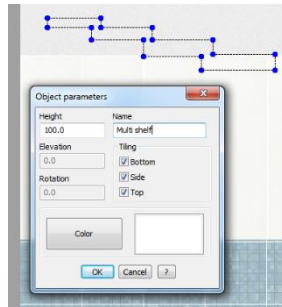 Object parameters
Height Name
100.0 Multi shelf
Elevation Tiling
0.0 Bottom
Rotation Side
0.0 Top
Color
OK Cancel ?